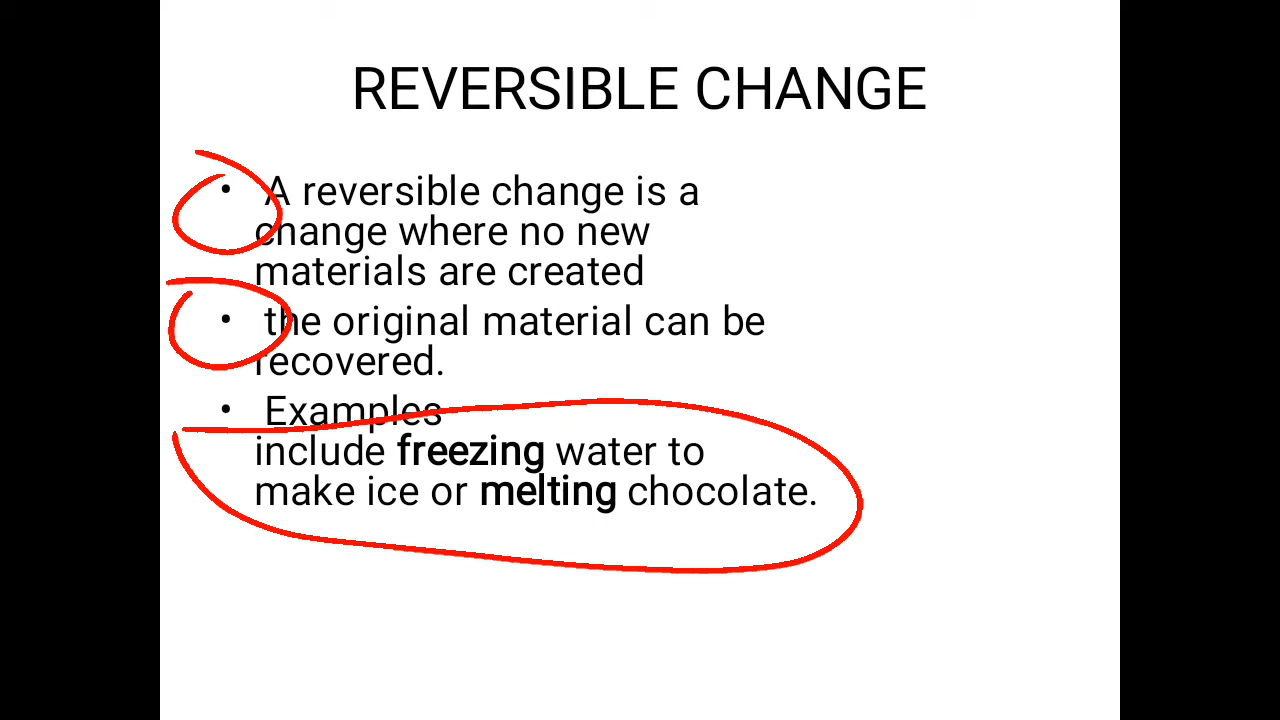 REVERSIBLE CHANGE
• A reversible change is a
change where no new
materials are created
• the original material can be
recovered.
• Examples
include freezing water to
make ice or melting chocolate.